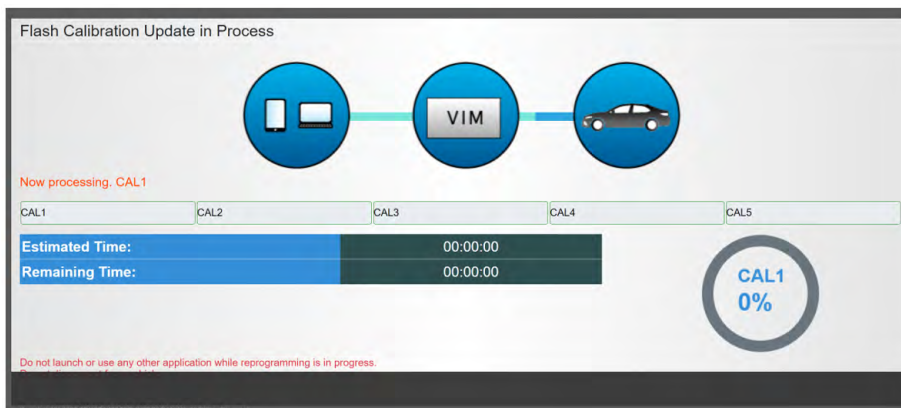 Flash Calibration Update in Process
VIM
Now processing. CAL1
CAL1 CAL2 CAL3 CAL4 CAL5
Estimated Time: 00:00:00
Remaining Time: 00:00:00
CAL1
0%
Do not launch or use any other application while reprogramming is in progress.